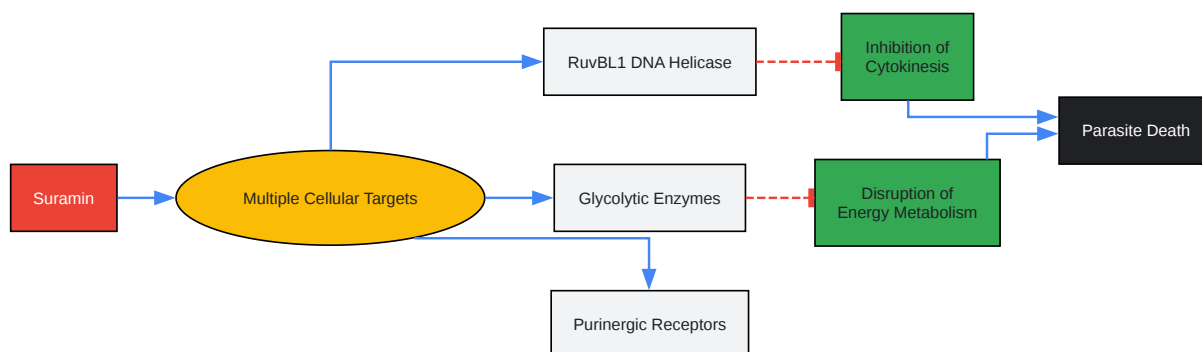 Suramin
Multiple Cellular Targets
RuvBL1 DNA Helicase
Inhibition of
Cytokinesis
Glycolytic Enzymes
Disruption of
Energy Metabolism
Parasite Death
Purinergic Receptors